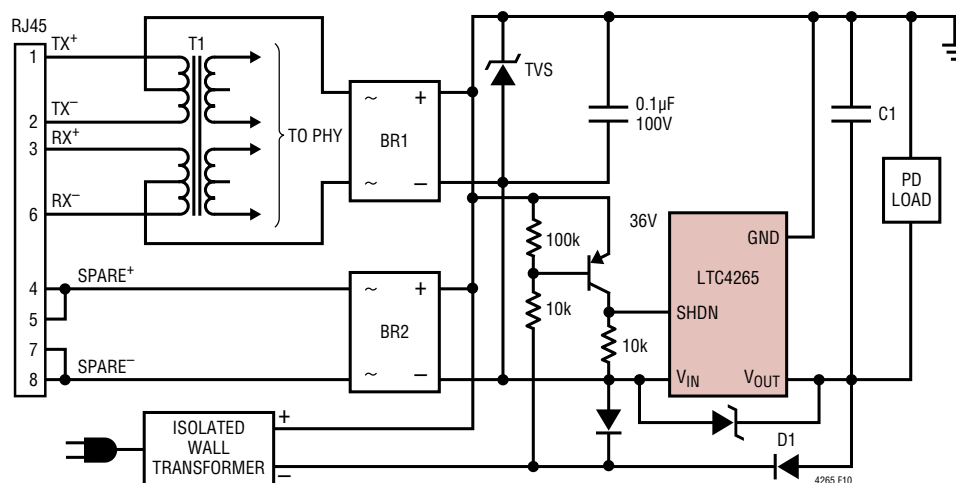 RJ45
1
TX+
2
TX−
3
RX+
6
RX−
T1
TO PHY
~
+
BR1
~
−
TVS
0.1µF
100V
C1
PD
LOAD
36V
100k
10k
10k
GND
LTC4265
SHDN
VIN
VOUT
4
SPARE+
5
7
8
SPARE−
~
+
BR2
~
−
ISOLATED
WALL
TRANSFORMER
+
−
D1
4265 F10